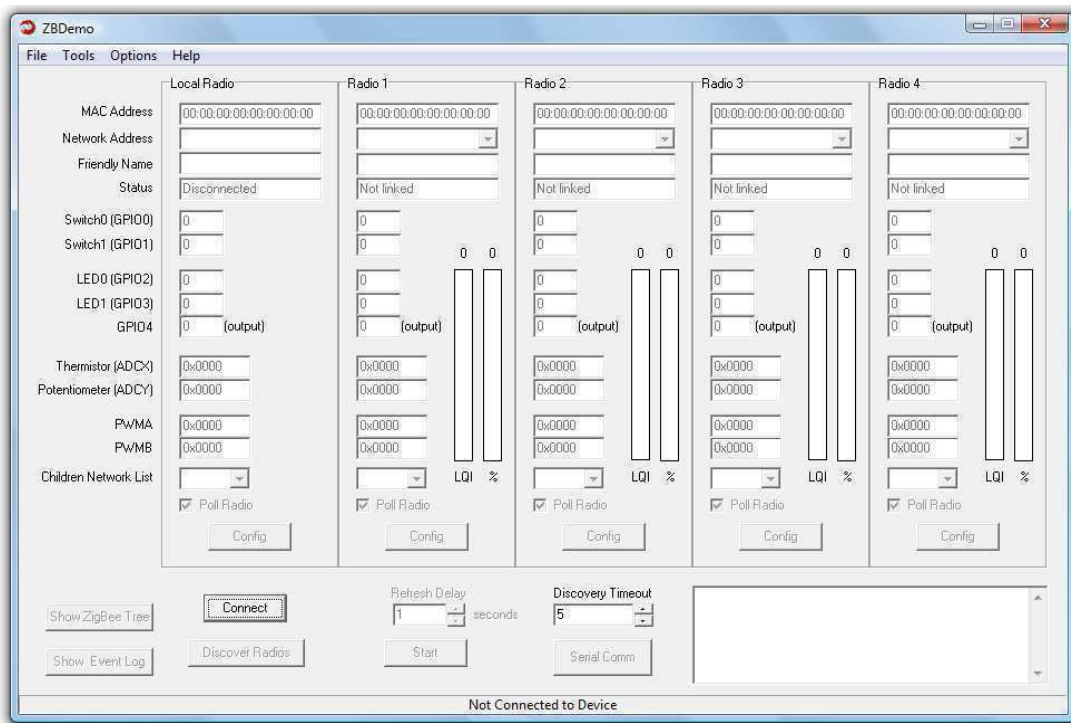 ZBDemo
File Tools Options Help
Local Radio Radio 1 Radio 2 Radio 3 Radio 4
MAC Address 00:00:00:00:00:00:00:00 00:00:00:00:00:00:00:00 00:00:00:00:00:00:00:00 00:00:00:00:00:00:00:00 00:00:00:00:00:00:00:00
Network Address
Friendly Name
Status Disconnected Not linked Not linked Not linked Not linked
Switch0 (GPIO0) 0 0 0 0 0
Switch1 (GPIO1) 0 0 0 0 0 0 0 0 0 0 0 0 0
LED0 (GPIO2) 0 0 0 0 0
LED1 (GPIO3) 0 0 0 0 0
GPIO4 0 (output) 0 (output) 0 (output) 0 (output) 0 (output)
Thermistor (ADCX) 0x0000 0x0000 0x0000 0x0000 0x0000
Potentiometer (ADCY) 0x0000 0x0000 0x0000 0x0000 0x0000
PWMA 0x0000 0x0000 0x0000 0x0000 0x0000
PWMB 0x0000 0x0000 0x0000 0x0000 0x0000
Children Network List LQI % LQI % LQI % LQI %
Poll Radio Poll Radio Poll Radio Poll Radio Poll Radio
Config Config Config Config Config
Refresh Delay Discovery Timeout
Show ZigBee Tree Connect 1 seconds 5
Show Event Log Discover Radios Start Serial Comm
Not Connected to Device